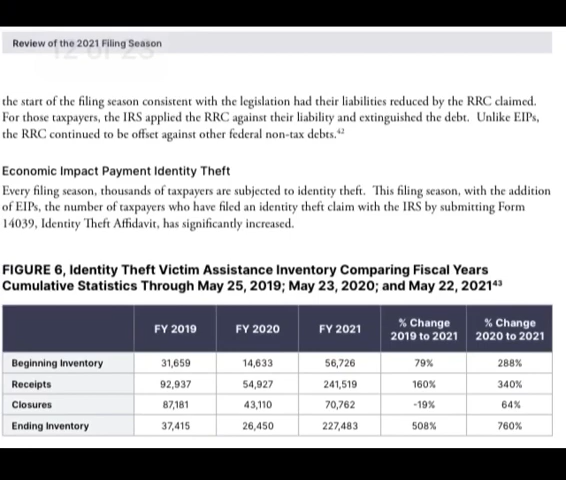 Review of the 2021 Filing Season
12 of 23
the start of the filing season consistent with the legislation had their liabilities reduced by the RRC claimed.
For those taxpayers, the IRS applied the RRC against their liability and extinguished the debt. Unlike EIPs,
the RRC continued to be offset against other federal non-tax debts.42
Economic Impact Payment Identity Theft
Every filing season, thousands of taxpayers are subjected to identity theft. This filing season, with the addition
of EIPs, the number of taxpayers who have filed an identity theft claim with the IRS by submitting Form
14039, Identity Theft Affidavit, has significantly increased.
FIGURE 6, Identity Theft Victim Assistance Inventory Comparing Fiscal Years
Cumulative Statistics Through May 25, 2019; May 23, 2020; and May 22, 202143
FY 2019 FY 2020 FY 2021 % Change 2019 to 2021 % Change 2020 to 2021
Beginning Inventory 31,659 14,633 56,726 79% 288%
Receipts 92,937 54,927 241,519 160% 340%
Closures 87,181 43,110 70,762 -19% 64%
Ending Inventory 37,415 26,450 227,483 508% 760%